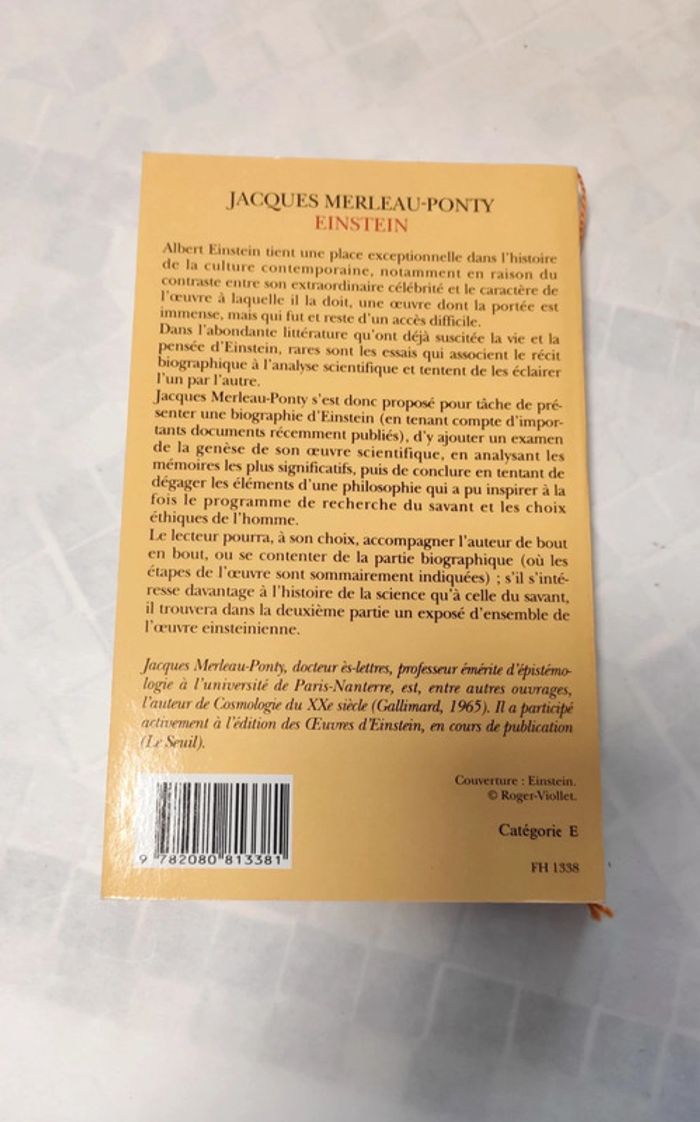 JACQUES MERLEAU-PONTY
EINSTEIN
Albert Einstein tient une place exceptionnelle dans l'histoire
de la culture contemporaine, notamment en raison du
contraste entre son extraordinaire célébrité et le caractère de
l'œuvre à laquelle il la doit, une œuvre dont la portée est
immense, mais qui fut et reste d'un accès difficile.
Dans l'abondante littérature qu'ont déjà suscitée la vie et la
pensée d'Einstein, rares sont les essais qui associent le récit
biographique à l'analyse scientifique et tentent de les éclairer
l'un par l'autre.
Jacques Merleau-Ponty s'est donc proposé pour tâche de pré-
senter une biographie d'Einstein (en tenant compte d'impor-
tants documents récemment publiés), d'y ajouter un examen
de la genèse de son œuvre scientifique, en analysant les
mémoires les plus significatifs, puis de conclure en tentant de
dégager les éléments d'une philosophie qui a pu inspirer à la
fois le programme de recherche du savant et les choix
éthiques de l'homme.
Le lecteur pourra, à son choix, accompagner l'auteur de bout
en bout, ou se contenter de la partie biographique (où les
étapes de l'œuvre sont sommairement indiquées) ; s'il s'inté-
resse davantage à l'histoire de la science qu'à celle du savant,
il trouvera dans la deuxième partie un exposé d'ensemble de
l'œuvre einsteinienne.
Jacques Merleau-Ponty, docteur ès-lettres, professeur émérite d'épistémo-
logie à l'université de Paris-Nanterre, est, entre autres ouvrages,
l'auteur de Cosmologie du XXe siècle (Gallimard, 1965). Il a participé
activement à l'édition des Œuvres d'Einstein, en cours de publication
(Le Seuil).
Couverture : Einstein.
© Roger-Viollet.
Catégorie E
9 782080 813381
FH 1338